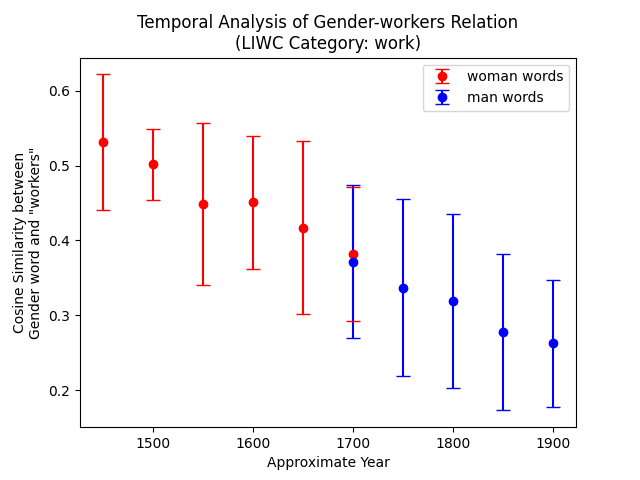 Temporal Analysis of Gender-workers Relation
(LIWC Category: work)
woman words
man words
Cosine Similarity between
Gender word and "workers"
0.6
0.5
0.4
0.3
0.2
1500
1600
1700
1800
1900
Approximate Year